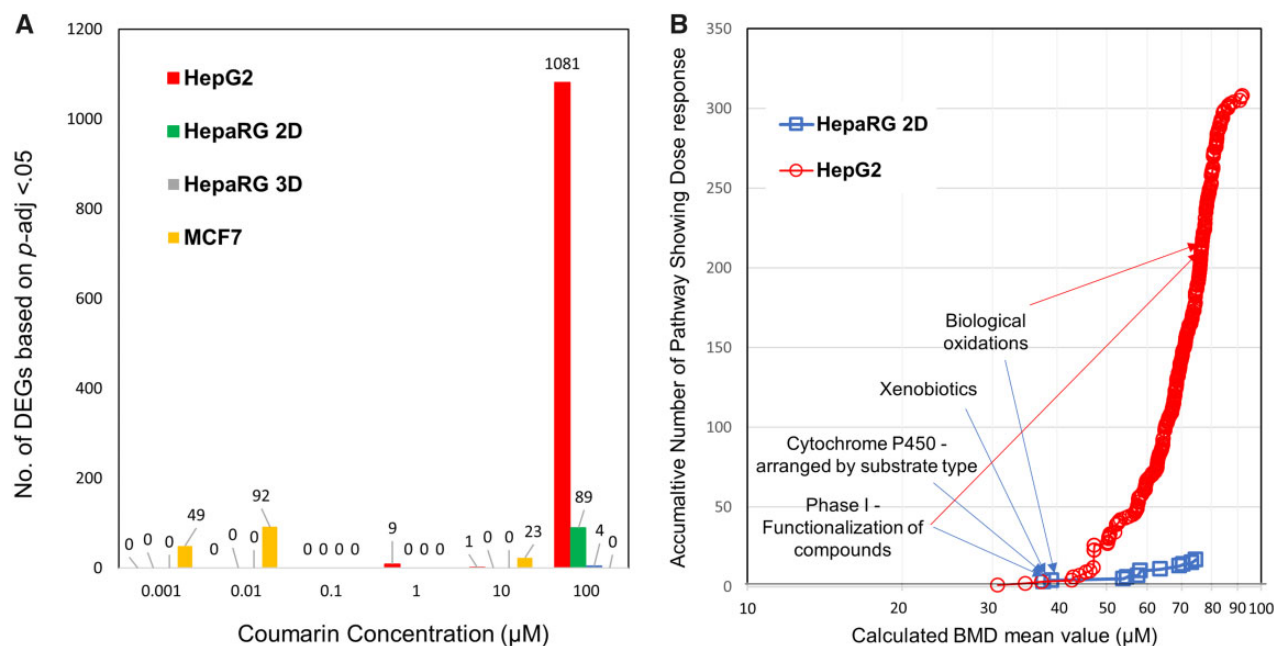 A
No. of DEGs based on p-adj <.05
1200
1000
800
600
400
200
0
HepG2
HepaRG 2D
HepaRG 3D
MCF7
0 0 0 49
0 0 0 92
0 0 0 0
9 0 0 0
1 0 0 23
1081 89 4 0
0.001 0.01 0.1 1 10 100
Coumarin Concentration (µM)
B
Accumaltive Number of Pathway Showing Dose response
350
300
250
200
150
100
50
0
HepaRG 2D
HepG2
Biological
oxidations
Xenobiotics
Cytochrome P450 -
arranged by substrate type
Phase I -
Functionalization of
compounds
10 20 30 40 50 60 70 80 90 100
Calculated BMD mean value (µM)